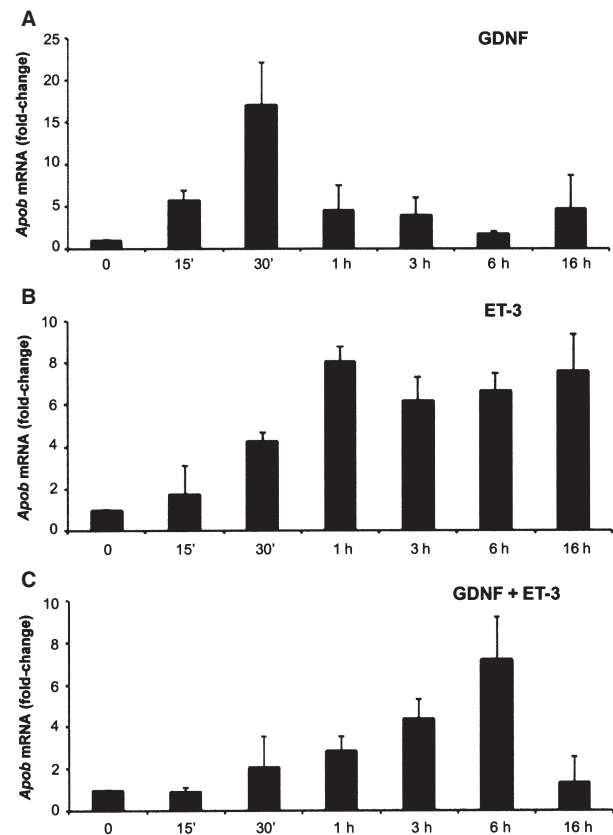 A
GDNF
Apob mRNA (fold-change)
25
20
15
10
5
0
0 15' 30' 1 h 3 h 6 h 16 h
B
ET-3
Apob mRNA (fold-change)
10
8
6
4
2
0
0 15' 30' 1 h 3 h 6 h 16 h
C
GDNF + ET-3
Apob mRNA (fold-change)
10
8
6
4
2
0
0 15' 30' 1 h 3 h 6 h 16 h